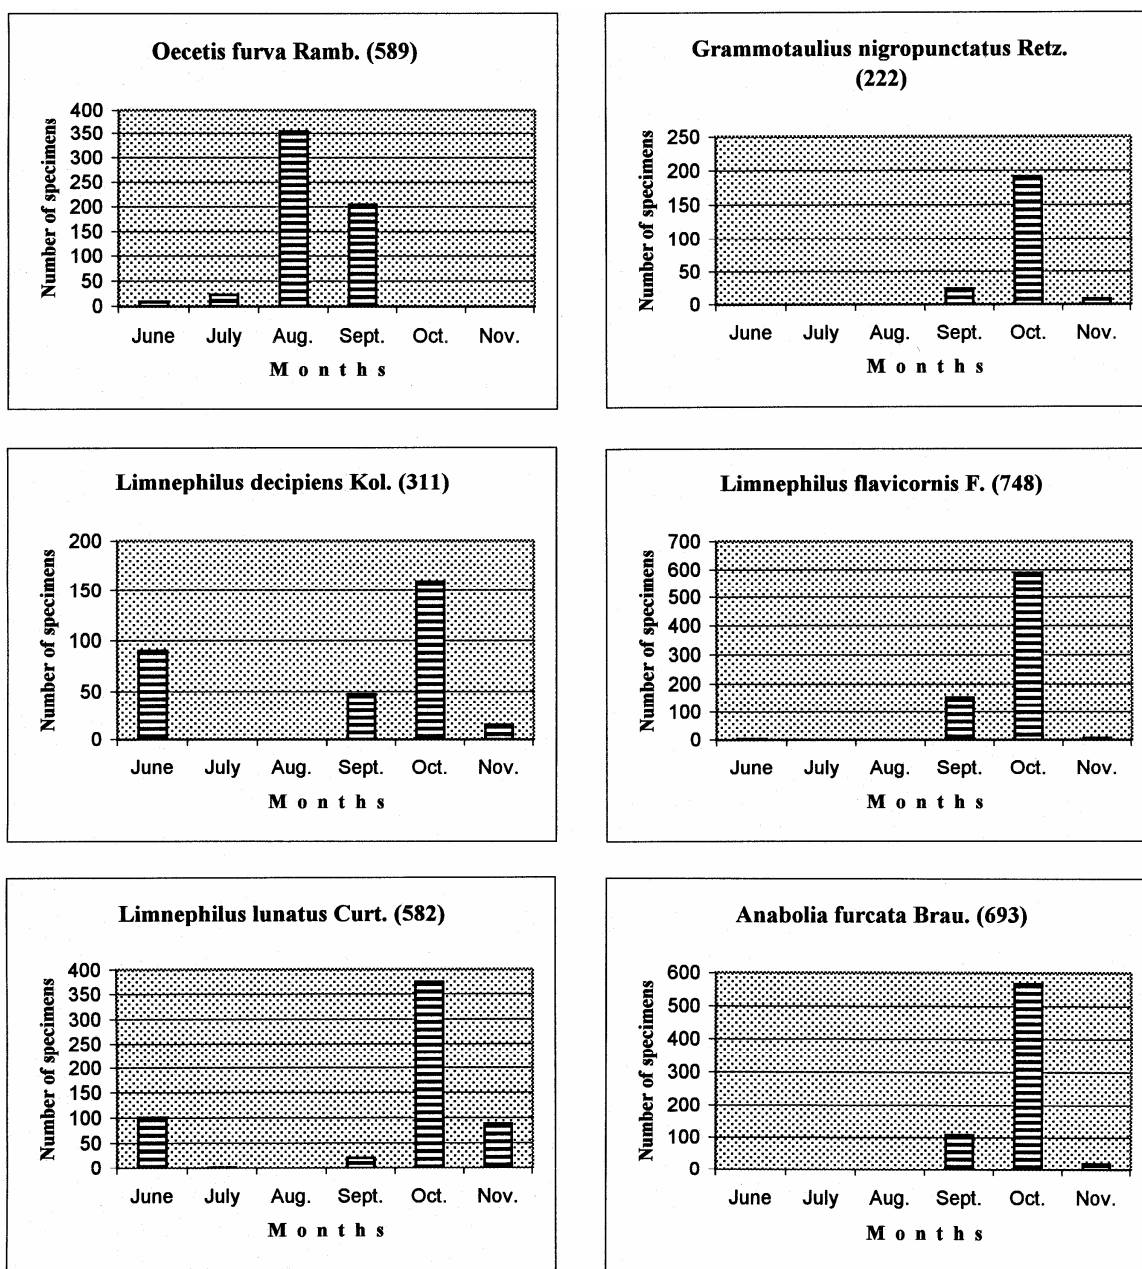 Oecetis furva Ramb. (589)
Number of specimens
400
350
300
250
200
150
100
50
0
June July Aug. Sept. Oct. Nov.
Months
Grammotaulius nigropunctatus Retz.
(222)
Number of specimens
250
200
150
100
50
0
June July Aug. Sept. Oct. Nov.
Months
Limnephilus decipiens Kol. (311)
Number of specimens
200
150
100
50
0
June July Aug. Sept. Oct. Nov.
Months
Limnephilus flavicornis F. (748)
Number of specimens
700
600
500
400
300
200
100
0
June July Aug. Sept. Oct. Nov.
Months
Limnephilus lunatus Curt. (582)
Number of specimens
400
350
300
250
200
150
100
50
0
June July Aug. Sept. Oct. Nov.
Months
Anabolia furcata Brau. (693)
Number of specimens
600
500
400
300
200
100
0
June July Aug. Sept. Oct. Nov.
Months